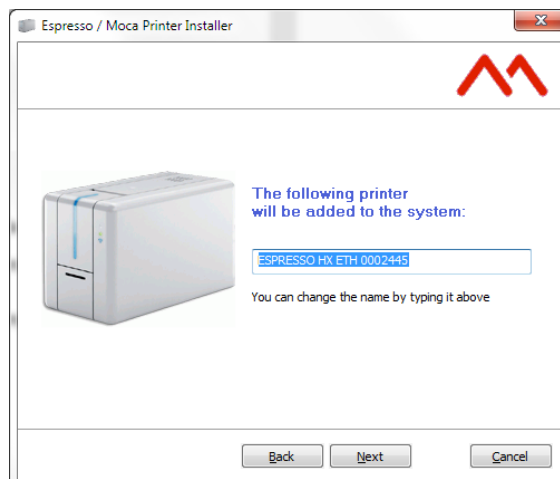 Espresso / Moca Printer Installer
The following printer
will be added to the system:
ESPRESSO HX ETH 0002445
You can change the name by typing it above
Back
Next
Cancel